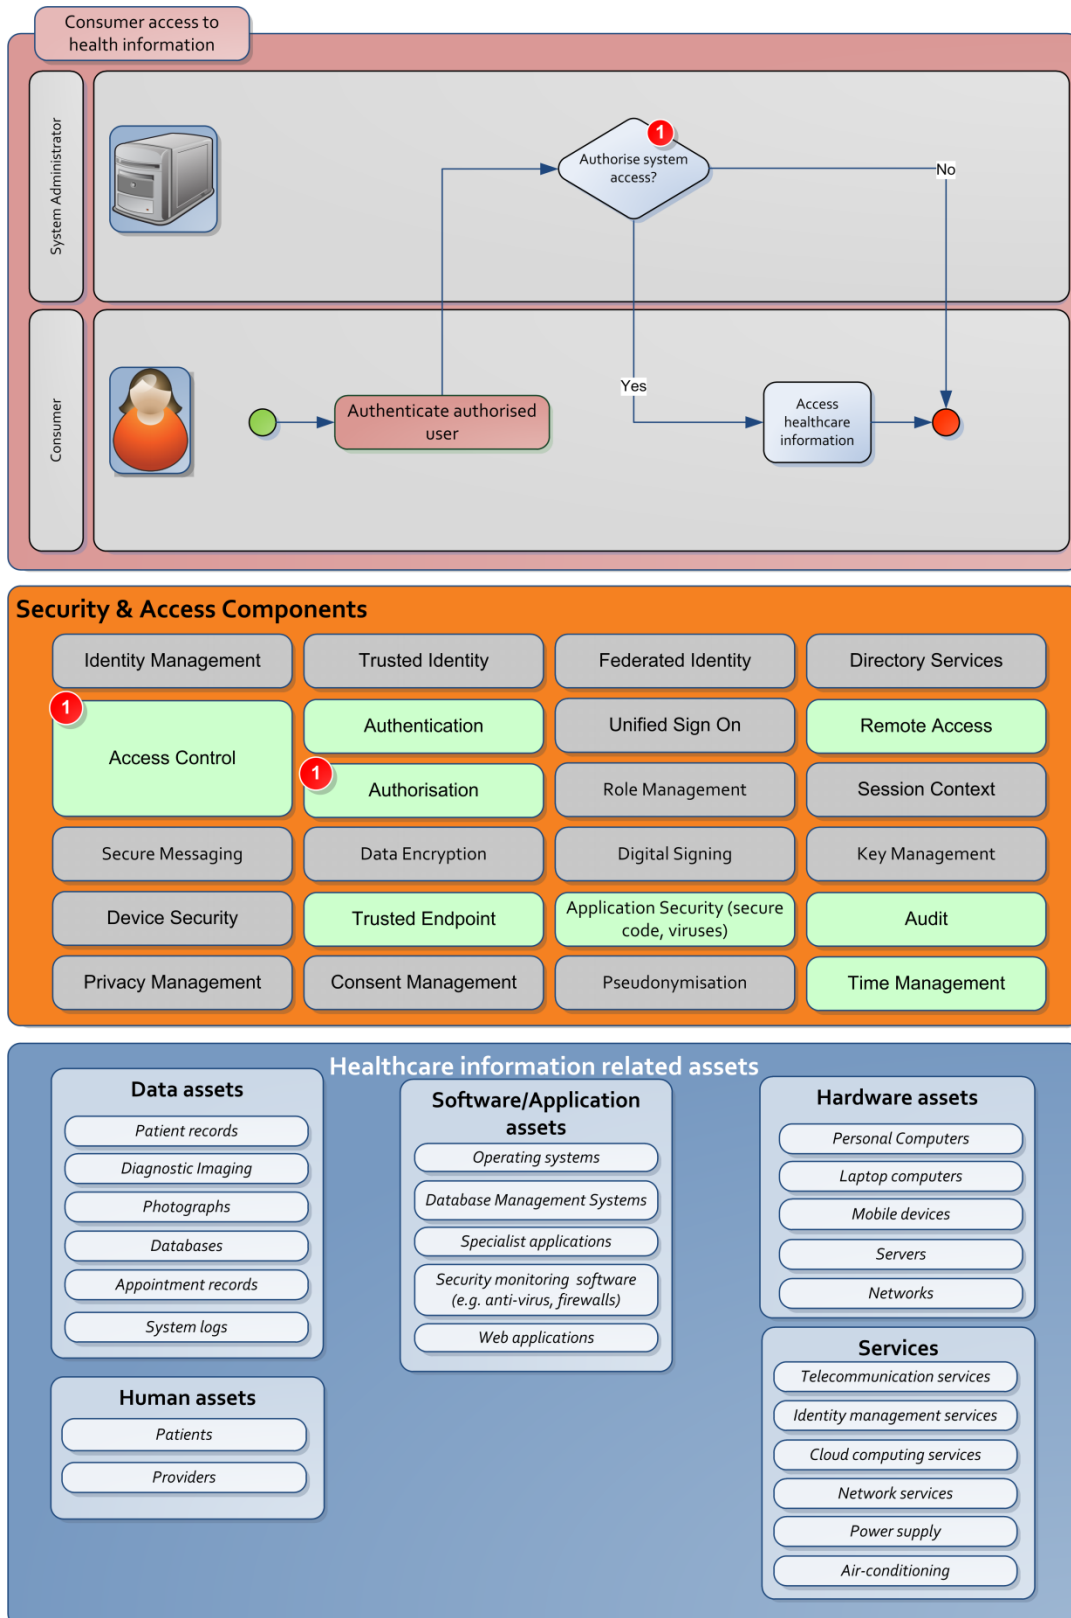 Consumer access to
health information
System Administrator
1
Authorise system
access?
No
Consumer
Authenticate authorised
user
Yes
Access
healthcare
information
Security & Access Components
Identity Management
Trusted Identity
Federated Identity
Directory Services
1
Access Control
Authentication
Unified Sign On
Remote Access
1
Authorisation
Role Management
Session Context
Secure Messaging
Data Encryption
Digital Signing
Key Management
Device Security
Trusted Endpoint
Application Security (secure
code, viruses)
Audit
Privacy Management
Consent Management
Pseudonymisation
Time Management
Healthcare information related assets
Data assets
Patient records
Diagnostic Imaging
Photographs
Databases
Appointment records
System logs
Human assets
Patients
Providers
Software/Application
assets
Operating systems
Database Management Systems
Specialist applications
Security monitoring software
(e.g. anti-virus, firewalls)
Web applications
Hardware assets
Personal Computers
Laptop computers
Mobile devices
Servers
Networks
Services
Telecommunication services
Identity management services
Cloud computing services
Network services
Power supply
Air-conditioning